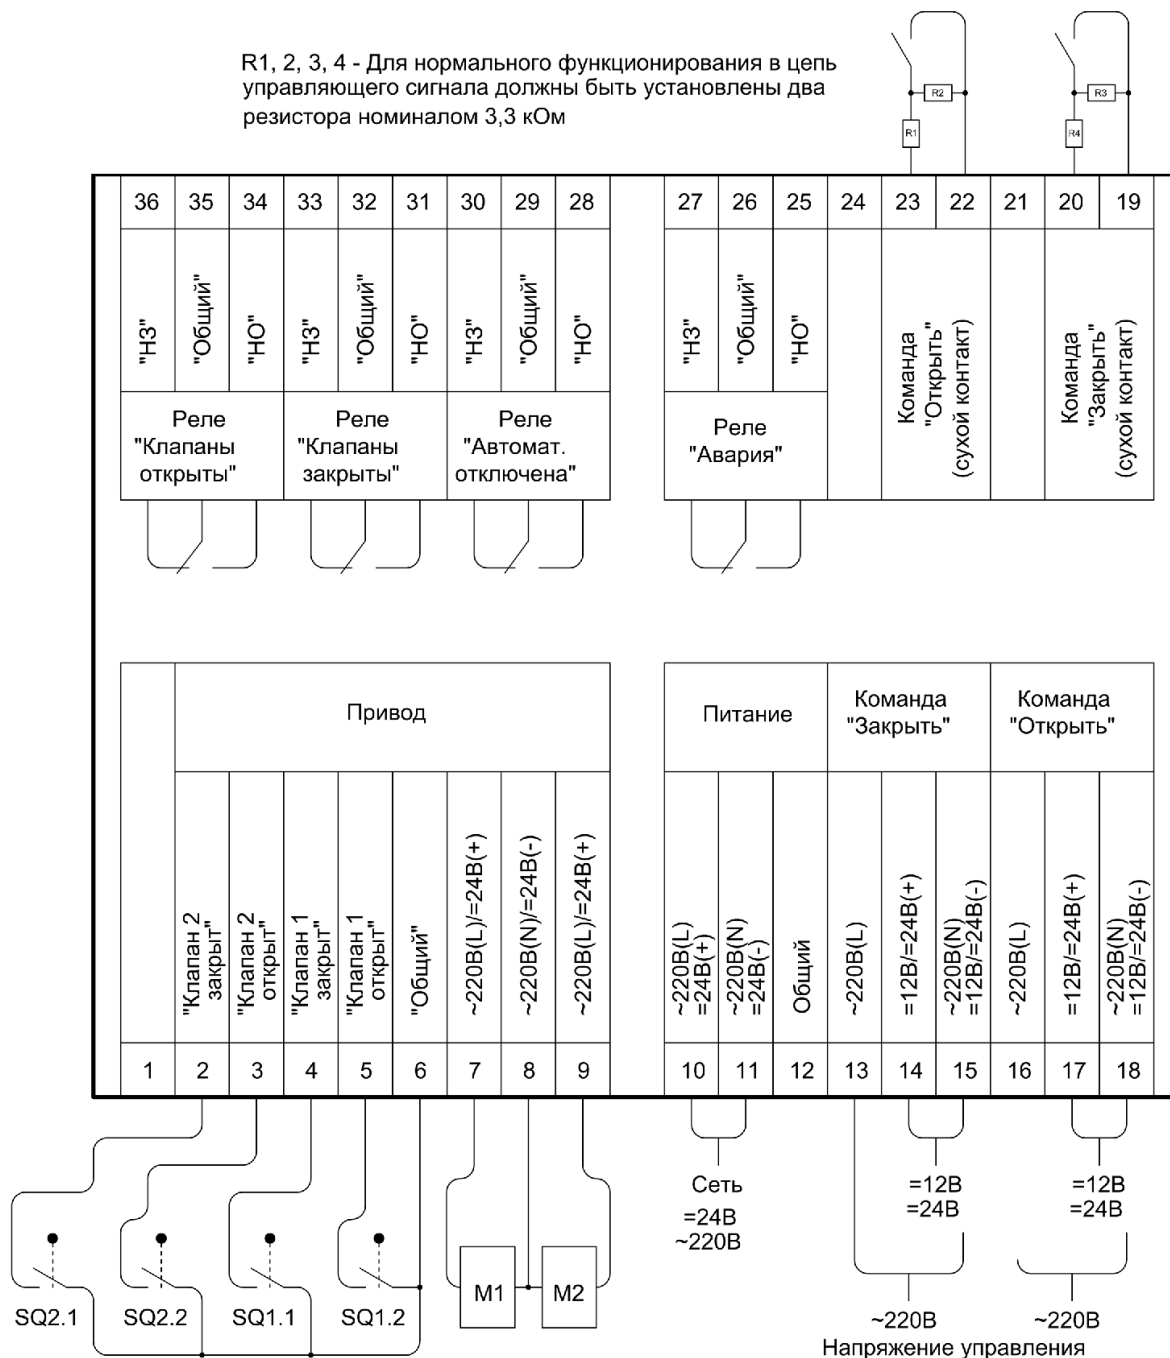 R1, 2, 3, 4 - Для нормального функционирования в цепь
управляющего сигнала должны быть установлены два
резистора номиналом 3,3 кОм
R2
R3
R1
R4
36 35 34 33 32 31 30 29 28 27 26 25 24 23 22 21 20 19
"НЗ"
"Общий"
"НО"
"НЗ"
"Общий"
"НО"
"НЗ"
"Общий"
"НО"
"НЗ"
"Общий"
"НО"
Команда
"Открыть"
(сухой контакт)
Команда
"Закрыть"
(сухой контакт)
Реле
"Клапаны
открыты"
Реле
"Клапаны
закрыты"
Реле
"Автомат.
отключена"
Реле
"Авария"
Привод
Питание
Команда
"Закрыть"
Команда
"Открыть"
"Клапан 2
закрыт"
"Клапан 2
открыт"
"Клапан 1
закрыт"
"Клапан 1
открыт"
"Общий"
~220В(L)/=24В(+)
~220В(N)/=24В(-)
~220В(L)/=24В(+)
~220В(L)
=24В(+)
~220В(N)
=24В(-)
Общий
~220В(L)
=12В/=24В(+)
~220В(N)
=12В/=24В(-)
~220В(L)
=12В/=24В(+)
~220В(N)
=12В/=24В(-)
1 2 3 4 5 6 7 8 9 10 11 12 13 14 15 16 17 18
Сеть
=24В
~220В
=12В
=24В
=12В
=24В
M1
M2
SQ2.1
SQ2.2
SQ1.1
SQ1.2
~220В
~220В
Напряжение управления